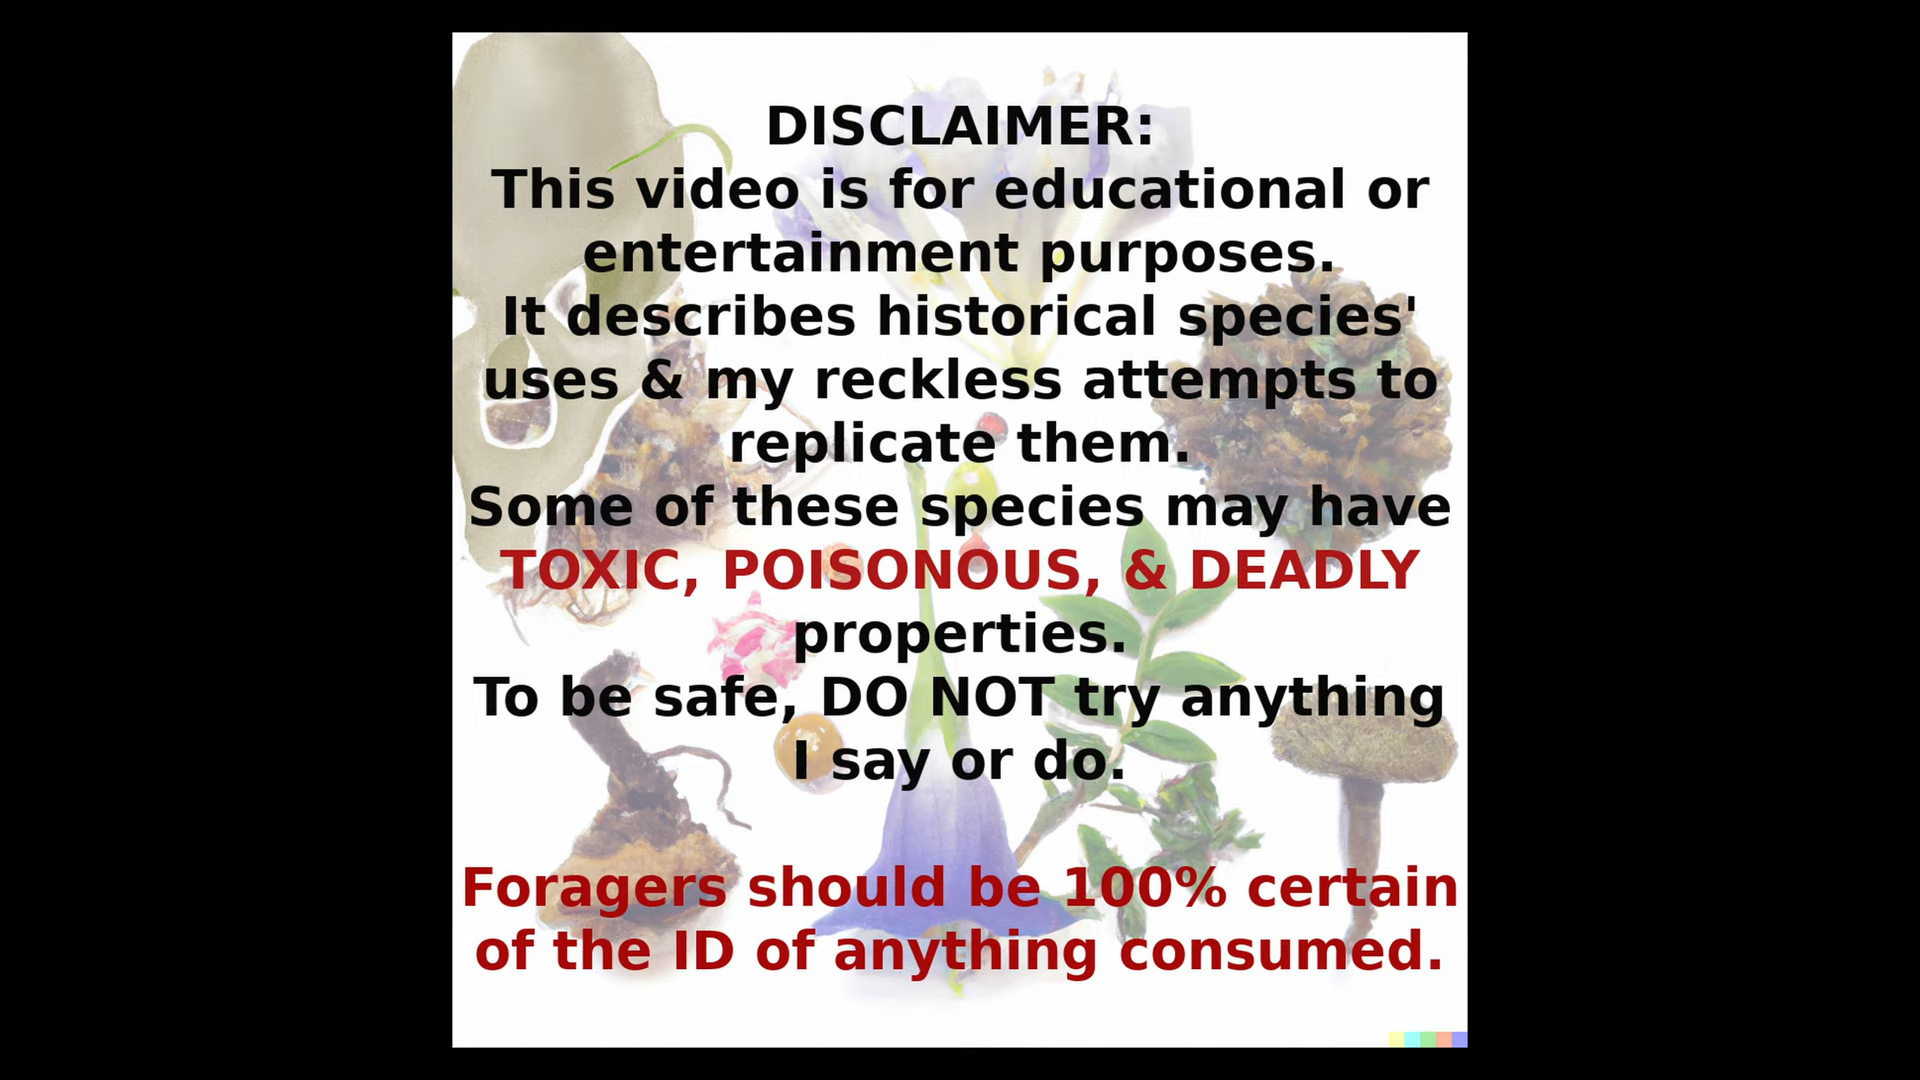 DISCLAIMER:
This video is for educational or
entertainment purposes.
It describes historical species'
uses & my reckless attempts to
replicate them.
Some of these species may have
TOXIC, POISONOUS, & DEADLY
properties.
To be safe, DO NOT try anything
I say or do.
Foragers should be 100% certain
of the ID of anything consumed.